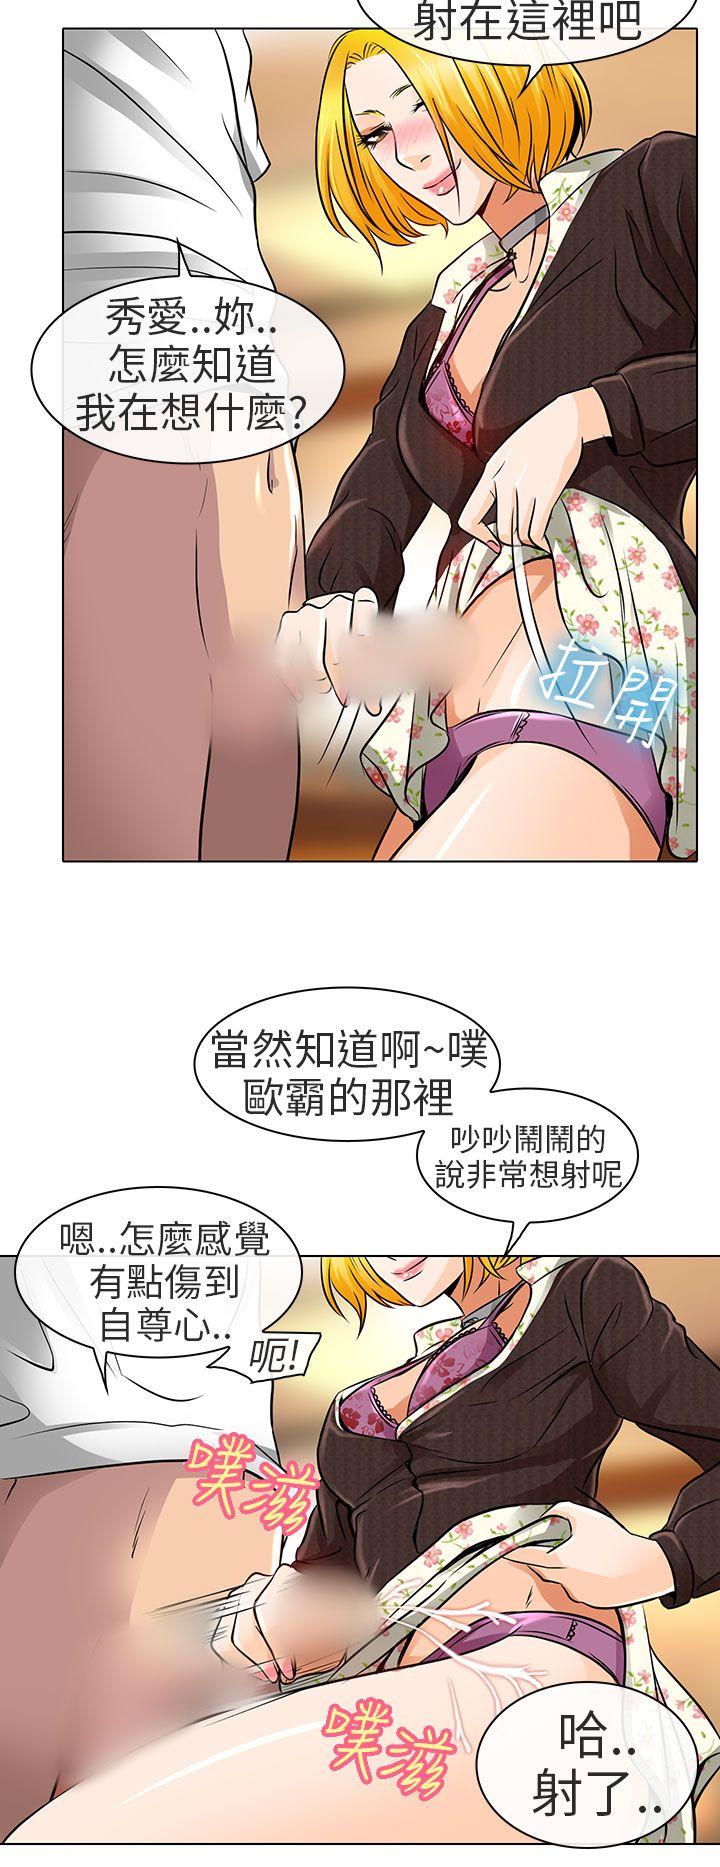 射在這裡吧
秀愛..妳..
怎麼知道
我在想什麼?
拉開
當然知道啊~噗
歐霸的那裡
吵吵鬧鬧的
說非常想射呢
嗯..怎麼感覺
有點傷到
自尊心..
呃!
噗滋
噗滋
哈..
射了..